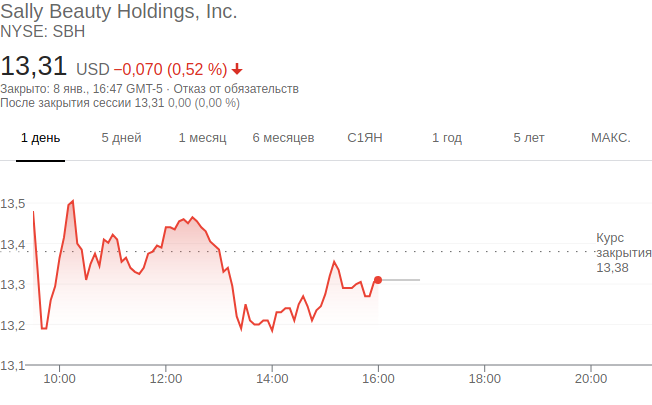 Sally Beauty Holdings, Inc.
NYSE: SBH
13,31 USD −0,070 (0,52 %)
Закрыто: 8 янв., 16:47 GMT-5 · Отказ от обязательств
После закрытия сессии 13,31 0,00 (0,00 %)
1 день 5 дней 1 месяц 6 месяцев С1ЯН 1 год 5 лет МАКС.
13,5
13,4
Курс
закрытия
13,38
13,3
13,2
13,1
10:00 12:00 14:00 16:00 18:00 20:00